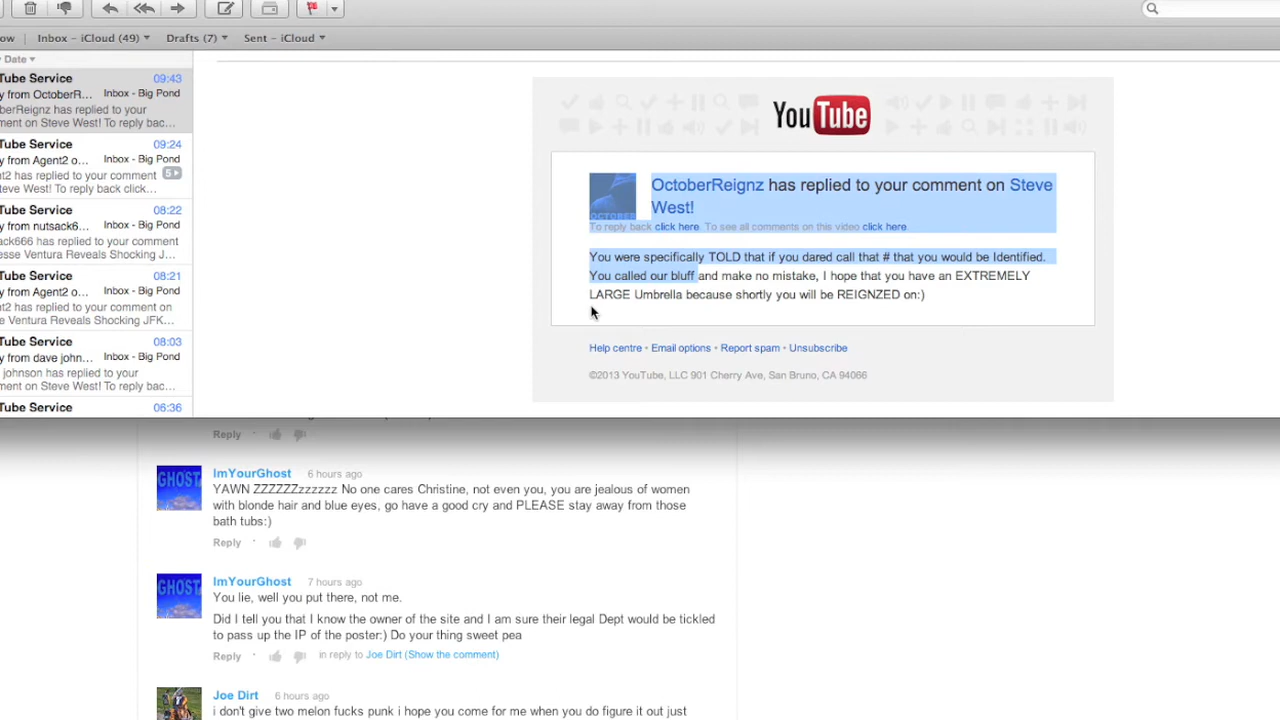 ow Inbox – iCloud (49) Drafts (7) Sent – iCloud
Date
Tube Service 09:43
y from OctoberR... Inbox - Big Pond
berReignz has replied to your
ment on Steve West! To reply bac...
Tube Service 09:24
y from Agent2 o... Inbox - Big Pond
nt2 has replied to your comment 5
teve West! To reply back click...
Tube Service 08:22
y from nutsack6... Inbox - Big Pond
ack666 has replied to your comment
sse Ventura Reveals Shocking J...
Tube Service 08:21
y from Agent2 o... Inbox - Big Pond
nt2 has replied to your comment on
e Ventura Reveals Shocking JFK...
Tube Service 08:03
y from dave john... Inbox - Big Pond
johnson has replied to your
ment on Steve West! To reply bac...
Tube Service 06:36
YouTube
OCTOBER
OctoberReignz has replied to your comment on Steve
West!
To reply back click here. To see all comments on this video click here
You were specifically TOLD that if you dared call that # that you would be Identified.
You called our bluff and make no mistake, I hope that you have an EXTREMELY
LARGE Umbrella because shortly you will be REIGNZED on:)
Help centre • Email options • Report spam • Unsubscribe
©2013 YouTube, LLC 901 Cherry Ave, San Bruno, CA 94066
Reply
GHOST
ImYourGhost 6 hours ago
YAWN ZZZZZZzzzzzz No one cares Christine, not even you, you are jealous of women
with blonde hair and blue eyes, go have a good cry and PLEASE stay away from those
bath tubs:)
Reply
GHOST
ImYourGhost 7 hours ago
You lie, well you put there, not me.
Did I tell you that I know the owner of the site and I am sure their legal Dept would be tickled
to pass up the IP of the poster:) Do your thing sweet pea
Reply in reply to Joe Dirt (Show the comment)
Joe Dirt 6 hours ago
i don't give two melon fucks punk i hope you come for me when you do figure it out just